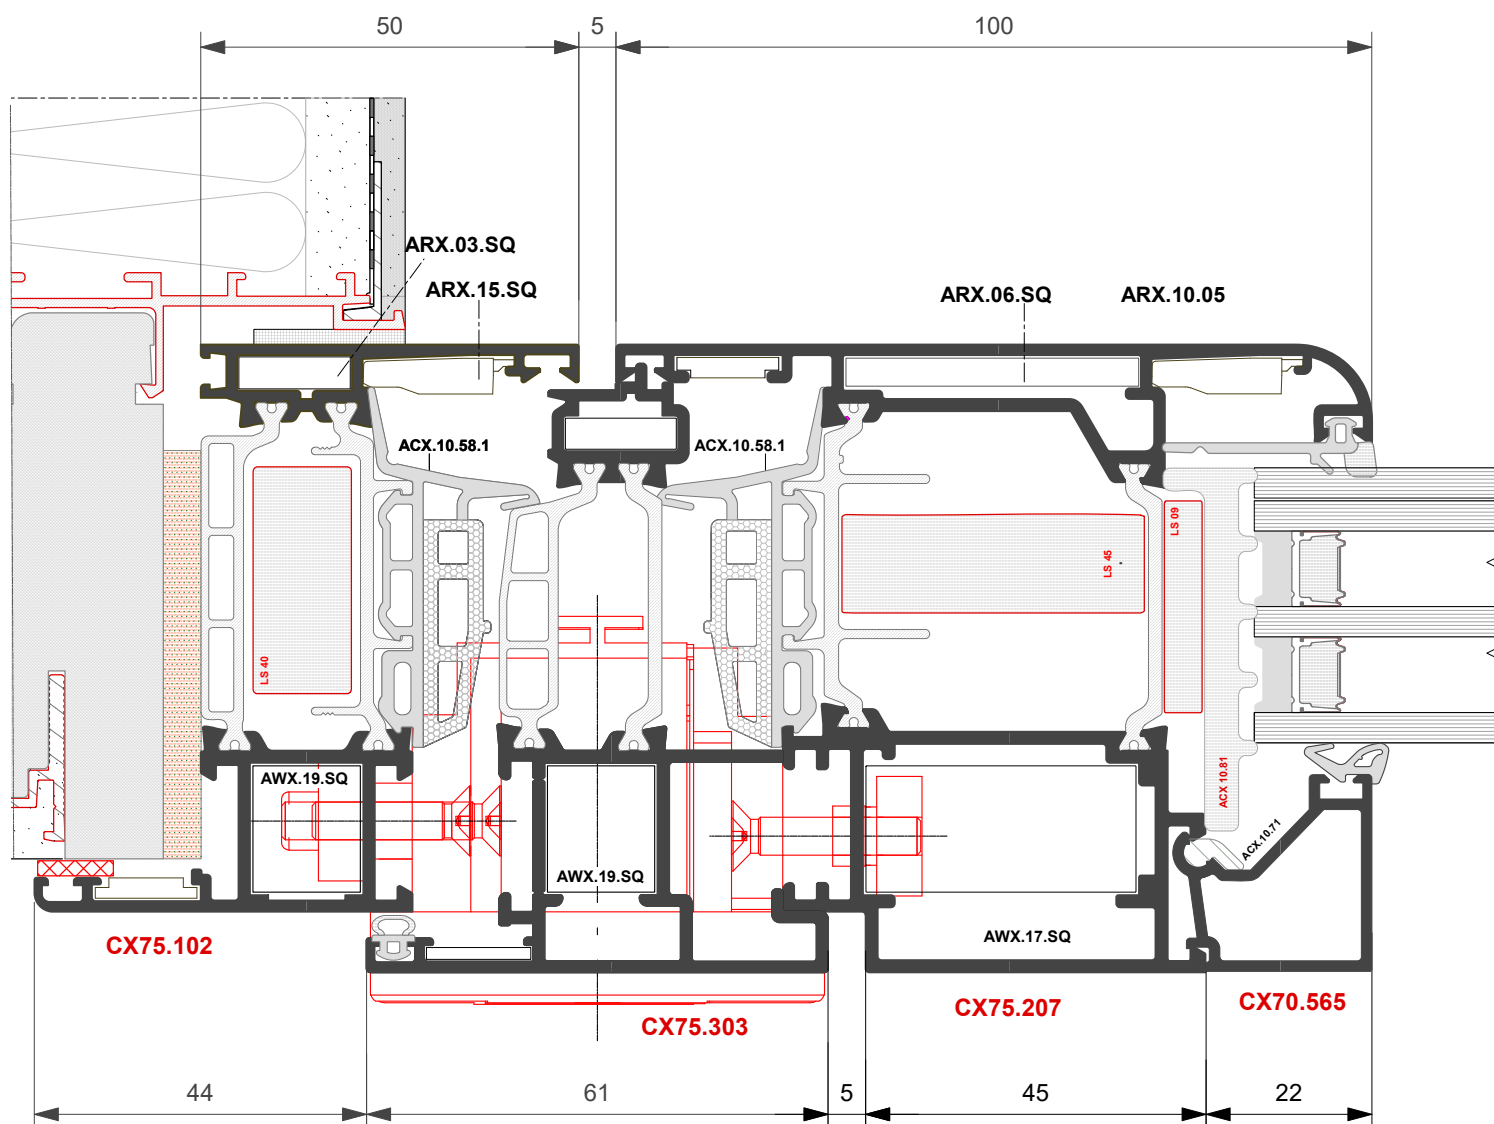 50
5
100
ARX.03.SQ
ARX.15.SQ
ARX.06.SQ
ARX.10.05
ACX.10.58.1
ACX.10.58.1
LS 09
LS 45
LS 40
ACX 10.81
AWX.19.SQ
ACX.10.71
AWX.19.SQ
AWX.17.SQ
CX75.102
CX75.207
CX70.565
CX75.303
44
61
5
45
22